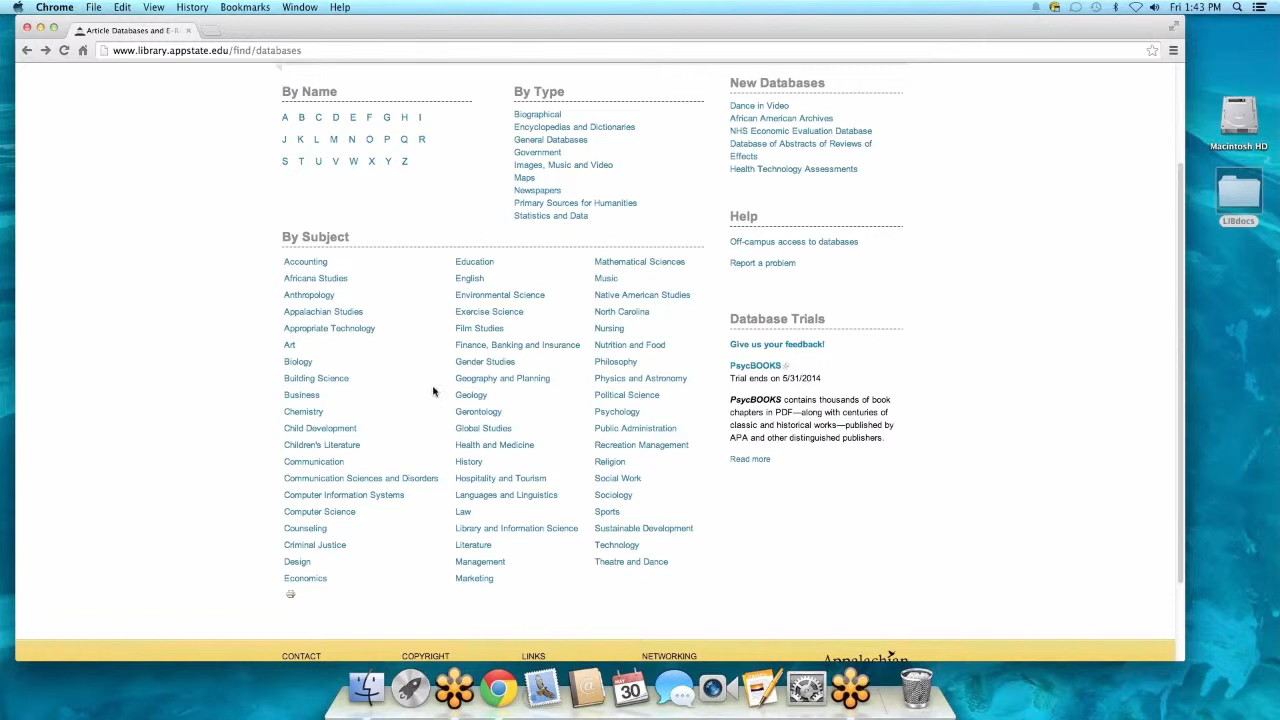 Chrome File Edit View History Bookmarks Window Help Fri 1:43 PM
Article Databases and E-R
www.library.appstate.edu/find/databases
By Name
A B C D E F G H I
J K L M N O P Q R
S T U V W X Y Z
By Type
Biographical
Encyclopedias and Dictionaries
General Databases
Government
Images, Music and Video
Maps
Newspapers
Primary Sources for Humanities
Statistics and Data
By Subject
Accounting
Africana Studies
Anthropology
Appalachian Studies
Appropriate Technology
Art
Biology
Building Science
Business
Chemistry
Child Development
Children's Literature
Communication
Communication Sciences and Disorders
Computer Information Systems
Computer Science
Counseling
Criminal Justice
Design
Economics
Education
English
Environmental Science
Exercise Science
Film Studies
Finance, Banking and Insurance
Gender Studies
Geography and Planning
Geology
Gerontology
Global Studies
Health and Medicine
History
Hospitality and Tourism
Languages and Linguistics
Law
Library and Information Science
Literature
Management
Marketing
Mathematical Sciences
Music
Native American Studies
North Carolina
Nursing
Nutrition and Food
Philosophy
Physics and Astronomy
Political Science
Psychology
Public Administration
Recreation Management
Religion
Social Work
Sociology
Sports
Sustainable Development
Technology
Theatre and Dance
New Databases
Dance in Video
African American Archives
NHS Economic Evaluation Database
Database of Abstracts of Reviews of
Effects
Health Technology Assessments
Help
Off-campus access to databases
Report a problem
Database Trials
Give us your feedback!
PsycBOOKS
Trial ends on 5/31/2014
PsycBOOKS contains thousands of book
chapters in PDF—along with centuries of
classic and historical works—published by
APA and other distinguished publishers.
Read more
CONTACT COPYRIGHT LINKS NETWORKING Appalachian
Macintosh HD
LIBdocs
MAY
30